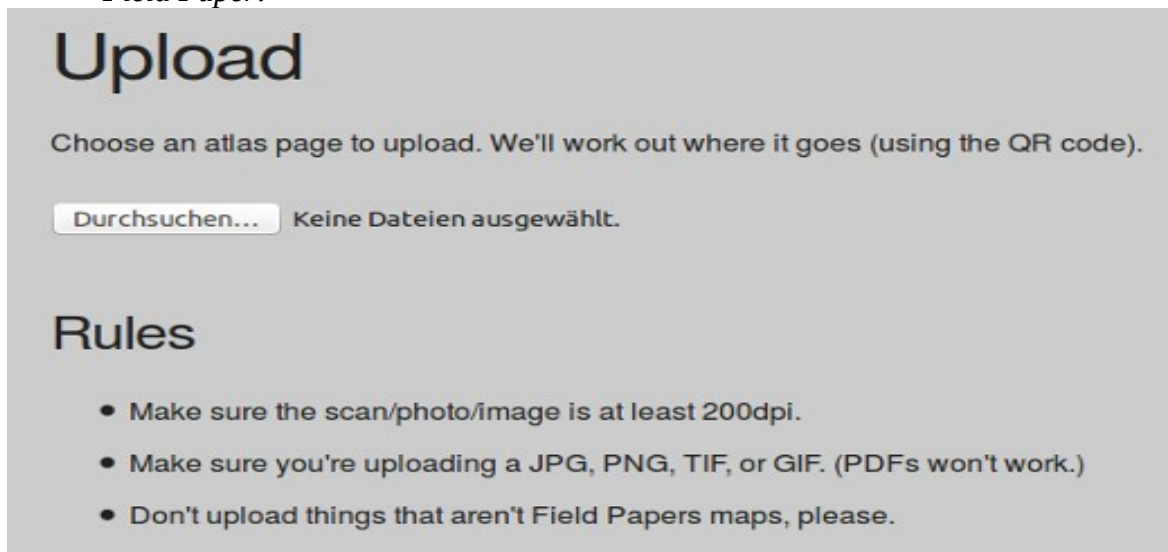 Upload
Choose an atlas page to upload. We'll work out where it goes (using the QR code).
Durchsuchen... Keine Dateien ausgewählt.
Rules
• Make sure the scan/photo/image is at least 200dpi.
• Make sure you're uploading a JPG, PNG, TIF, or GIF. (PDFs won't work.)
• Don't upload things that aren't Field Papers maps, please.